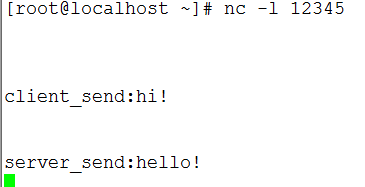 [root@localhost ~]# nc -l 12345
client_send:hi!
server_send:hello!